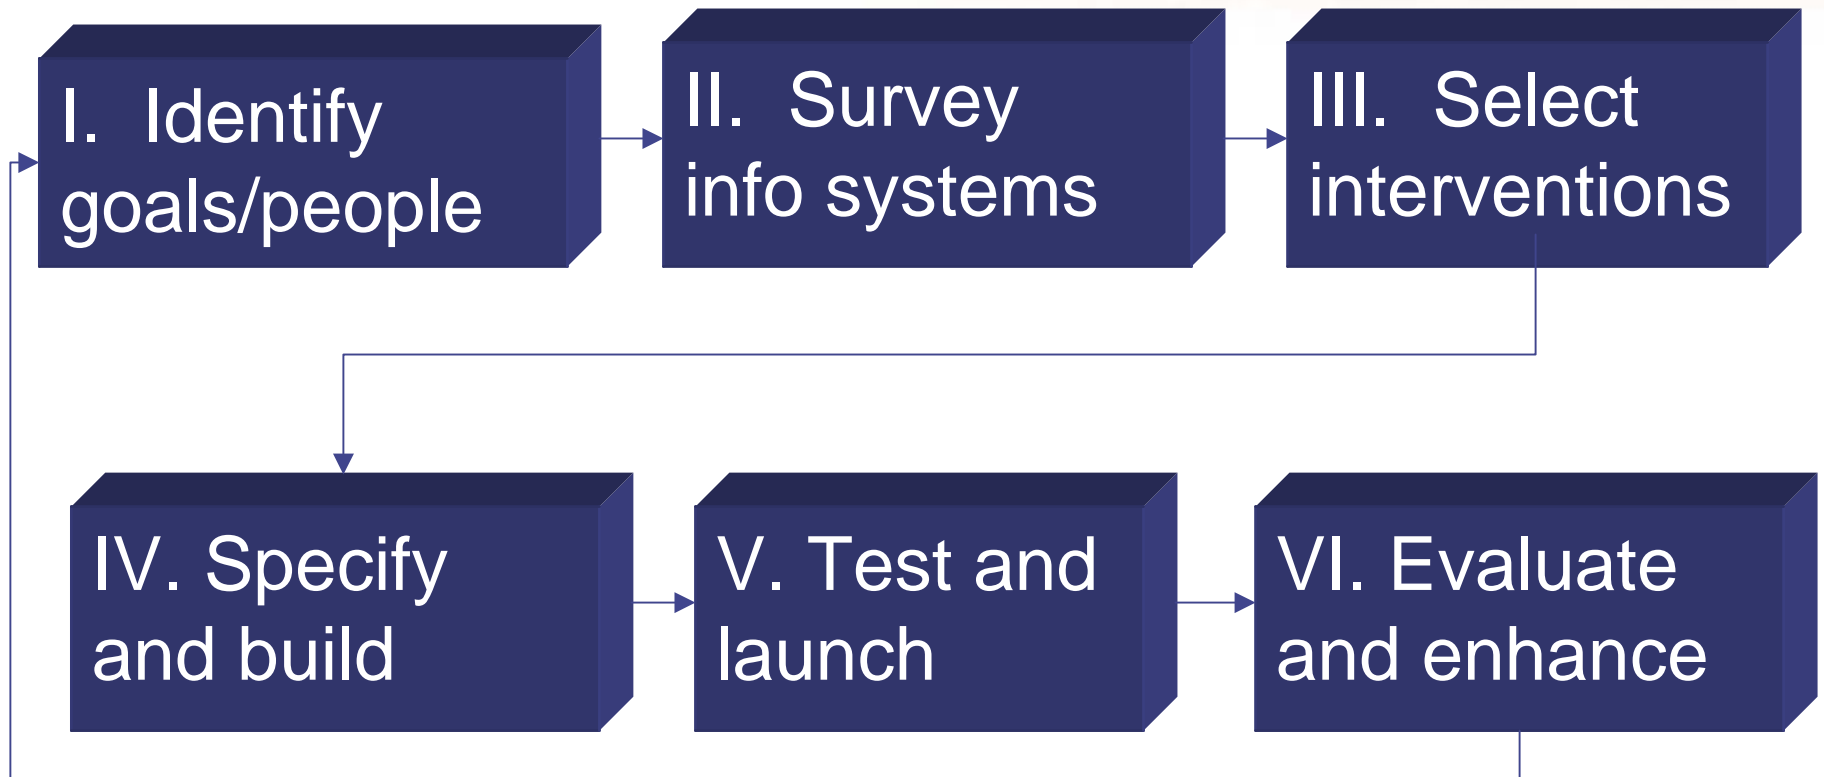 I.  Identify
goals/people
II.  Survey
info systems
III.  Select
interventions
IV. Specify
and build
V. Test and
launch
VI. Evaluate
and enhance